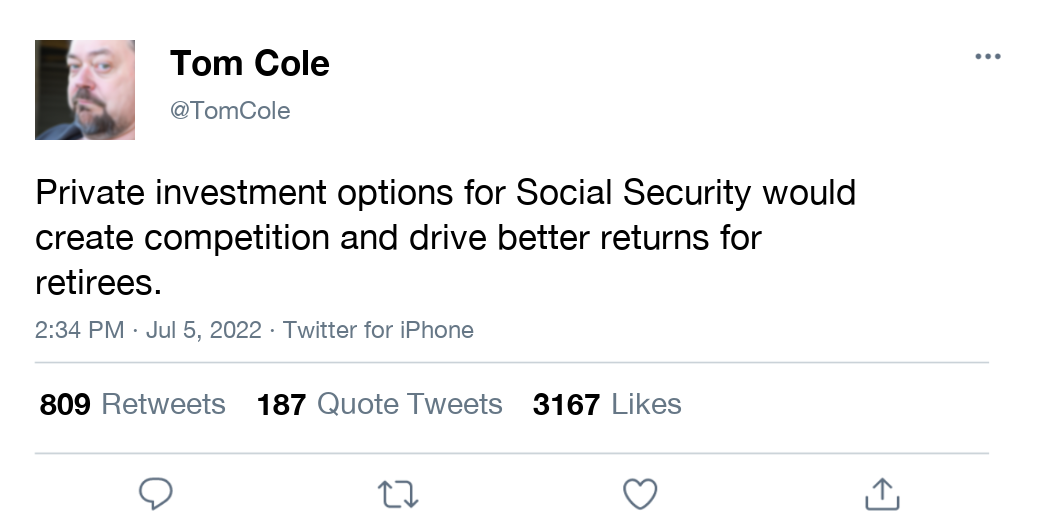 Tom Cole
@TomCole
Private investment options for Social Security would
create competition and drive better returns for
retirees.
2:34 PM · Jul 5, 2022 · Twitter for iPhone
809 Retweets 187 Quote Tweets 3167 Likes